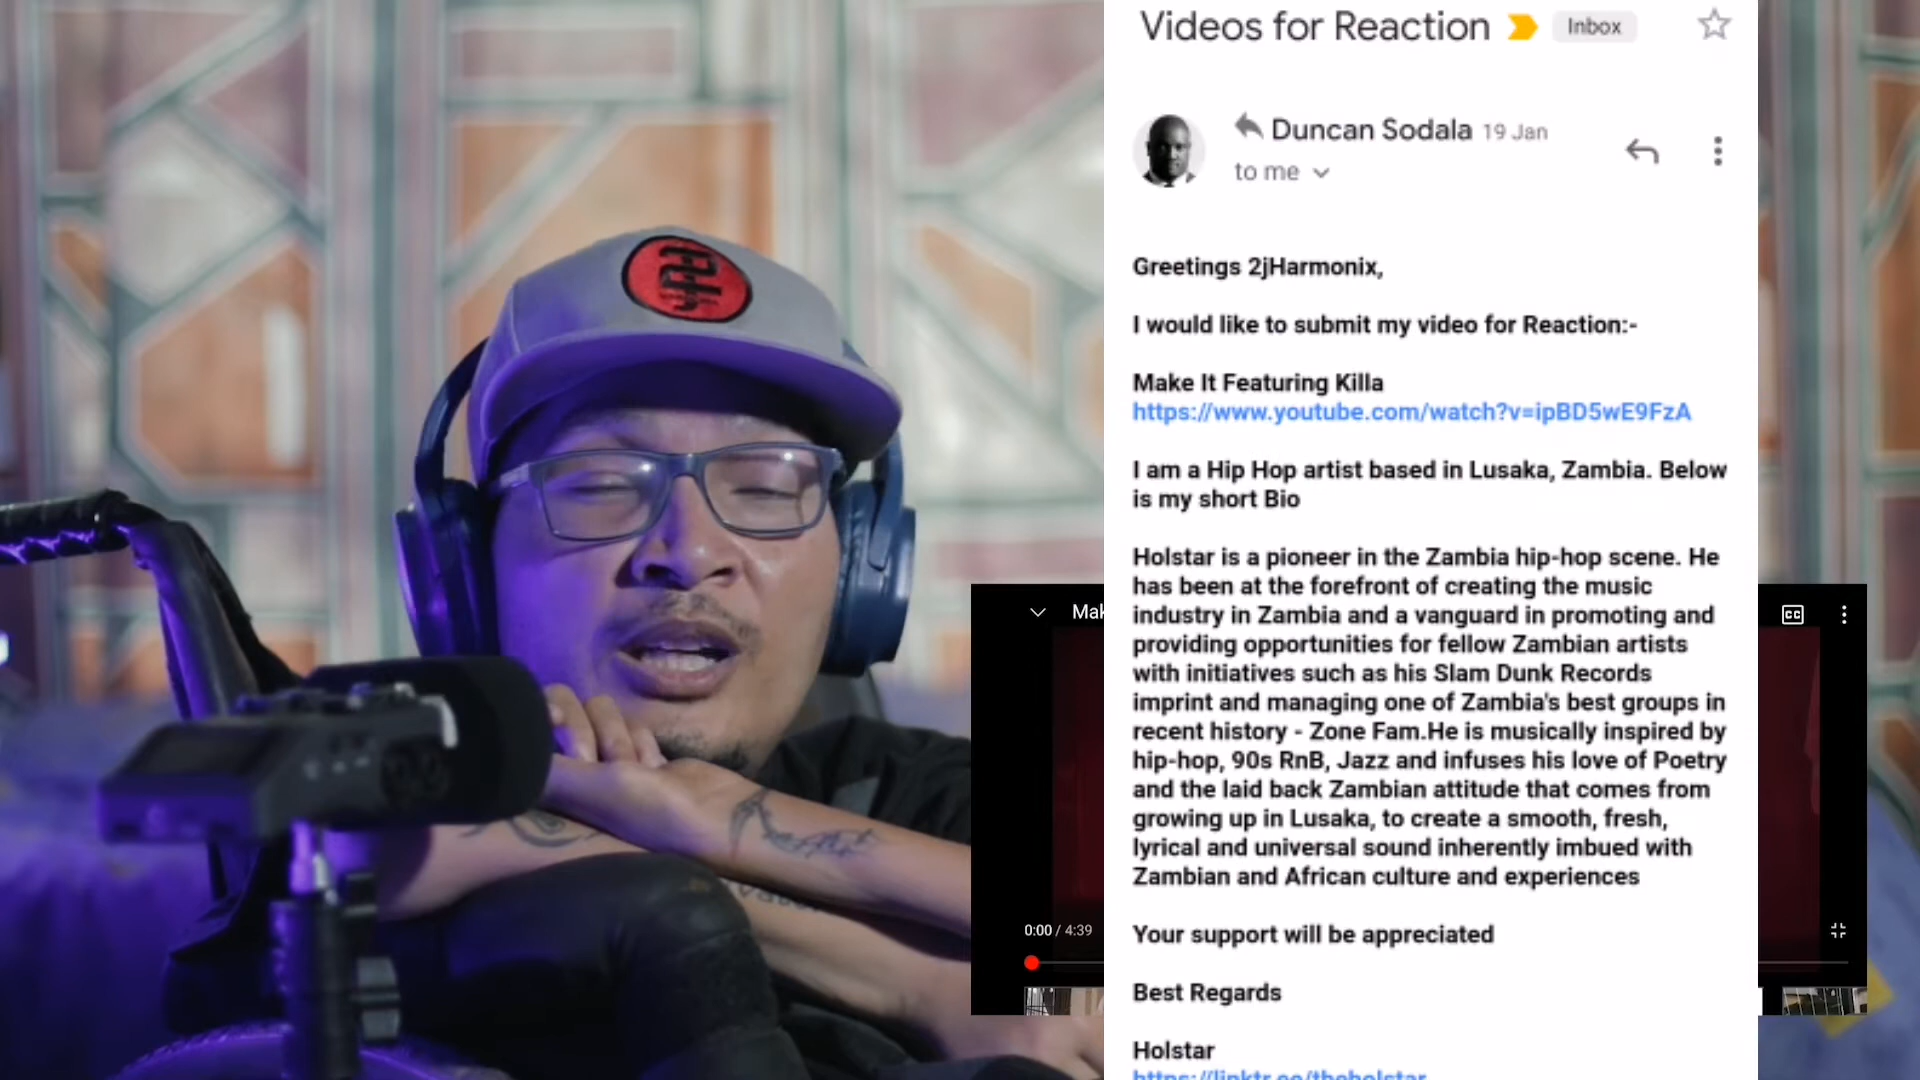 Videos for Reaction
Inbox
Duncan Sodala 19 Jan
to me
Greetings 2jHarmonix,
I would like to submit my video for Reaction:-
Make It Featuring Killa
https://www.youtube.com/watch?v=ipBD5wE9FzA
I am a Hip Hop artist based in Lusaka, Zambia. Below
is my short Bio
Holstar is a pioneer in the Zambia hip-hop scene. He
has been at the forefront of creating the music
industry in Zambia and a vanguard in promoting and
providing opportunities for fellow Zambian artists
with initiatives such as his Slam Dunk Records
imprint and managing one of Zambia's best groups in
recent history - Zone Fam.He is musically inspired by
hip-hop, 90s RnB, Jazz and infuses his love of Poetry
and the laid back Zambian attitude that comes from
growing up in Lusaka, to create a smooth, fresh,
lyrical and universal sound inherently imbued with
Zambian and African culture and experiences
Your support will be appreciated
Best Regards
Holstar
https://linktr.ee/theholstar
Mak
CC
0:00 / 4:39